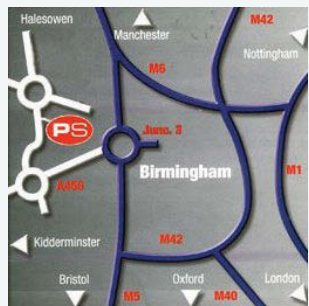 Halesowen
M42
Manchester
Nottingham
M6
PS
Junc. 3
Birmingham
M1
A456
Kidderminster
M42
Bristol
Oxford
London
M5
M40